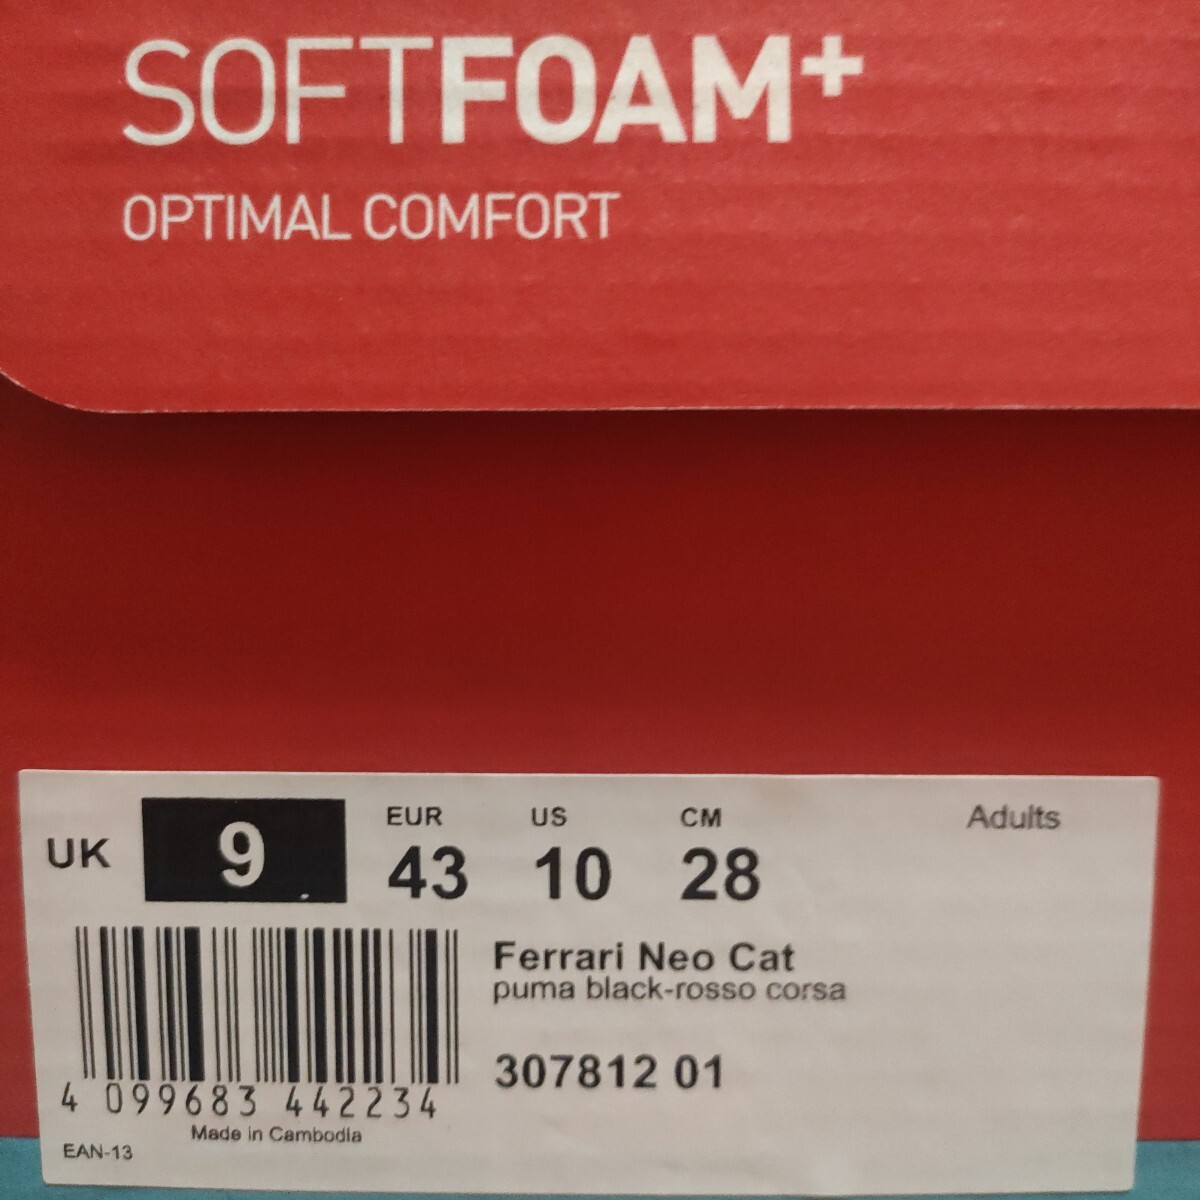 SOFTFOAM+
OPTIMAL COMFORT
UK 9 EUR 43 US 10 CM 28 Adults
Ferrari Neo Cat
puma black-rosso corsa
307812 01
4 099683 442234
Made in Cambodia
EAN-13